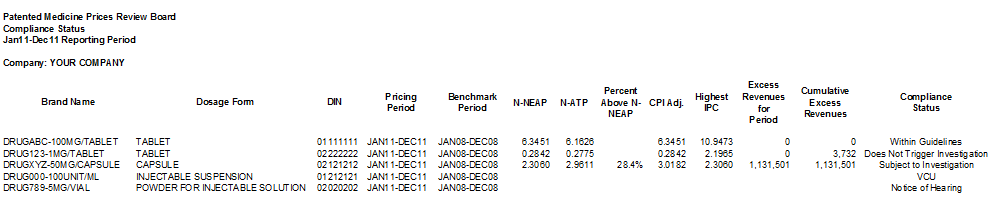 Patented Medicine Prices Review Board
Compliance Status
Jan11-Dec11 Reporting Period
Company: YOUR COMPANY
Brand Name Dosage Form DIN Pricing Period Benchmark Period N-NEAP N-ATP Percent Above N-NEAP CPI Adj. Highest IPC Excess Revenues for Period Cumulative Excess Revenues Compliance Status
DRUGABC-100MG/TABLET TABLET 01111111 JAN11-DEC11 JAN08-DEC08 6.3451 6.1626 6.3451 10.9473 0 0 Within Guidelines
DRUG123-1MG/TABLET TABLET 02222222 JAN11-DEC11 JAN08-DEC08 0.2842 0.2775 0.2842 2.1965 0 3,732 Does Not Trigger Investigation
DRUGXYZ-50MG/CAPSULE CAPSULE 02121212 JAN11-DEC11 JAN08-DEC08 2.3060 2.9611 28.4% 3.0182 2.3060 1,131,501 1,131,501 Subject to Investigation
DRUG000-100UNIT/ML INJECTABLE SUSPENSION 01212121 JAN11-DEC11 JAN08-DEC08 VCU
DRUG789-5MG/VIAL POWDER FOR INJECTABLE SOLUTION 02020202 JAN11-DEC11 JAN08-DEC08 Notice of Hearing